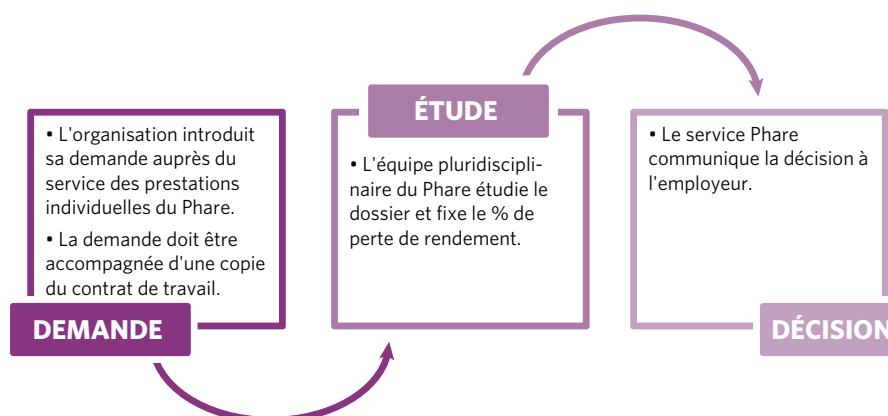 • L'organisation introduit
sa demande auprès du
service des prestations
individuelles du Phare.
• La demande doit être
accompagnée d'une copie
du contrat de travail.
DEMANDE
ÉTUDE
• L'équipe pluridiscipli-
naire du Phare étudie le
dossier et fixe le % de
perte de rendement.
• Le service Phare
communique la décision à
l'employeur.
DÉCISION